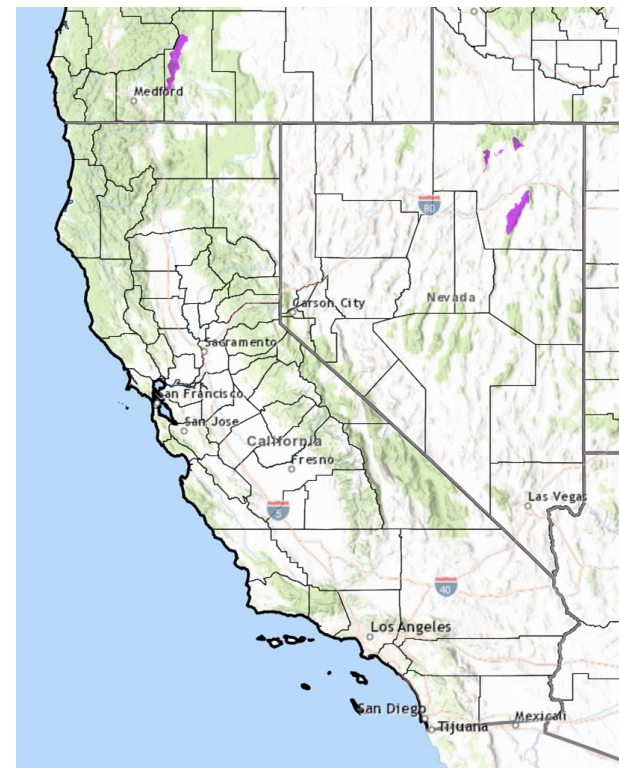 Medford
80
Carson City
Nevada
Sacramento
San Francisco
San Jose
California
Fresno
5
Las Vegas
40
Los Angeles
San Diego
Tijuana
Mexicali